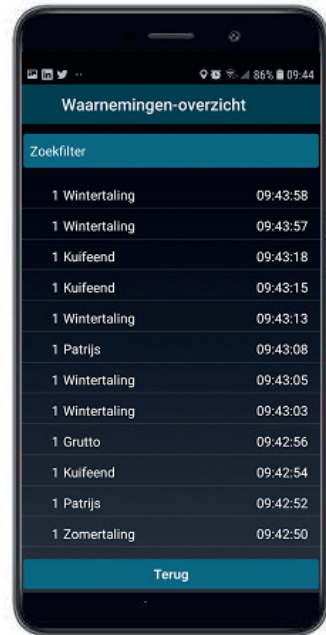 86% 09:44
Waarnemingen-overzicht
Zoekfilter
1 Wintertaling 09:43:58
1 Wintertaling 09:43:57
1 Kuifeend 09:43:18
1 Kuifeend 09:43:15
1 Wintertaling 09:43:13
1 Patrijs 09:43:08
1 Wintertaling 09:43:05
1 Wintertaling 09:43:03
1 Grutto 09:42:56
1 Kuifeend 09:42:54
1 Patrijs 09:42:52
1 Zomertaling 09:42:50
Terug